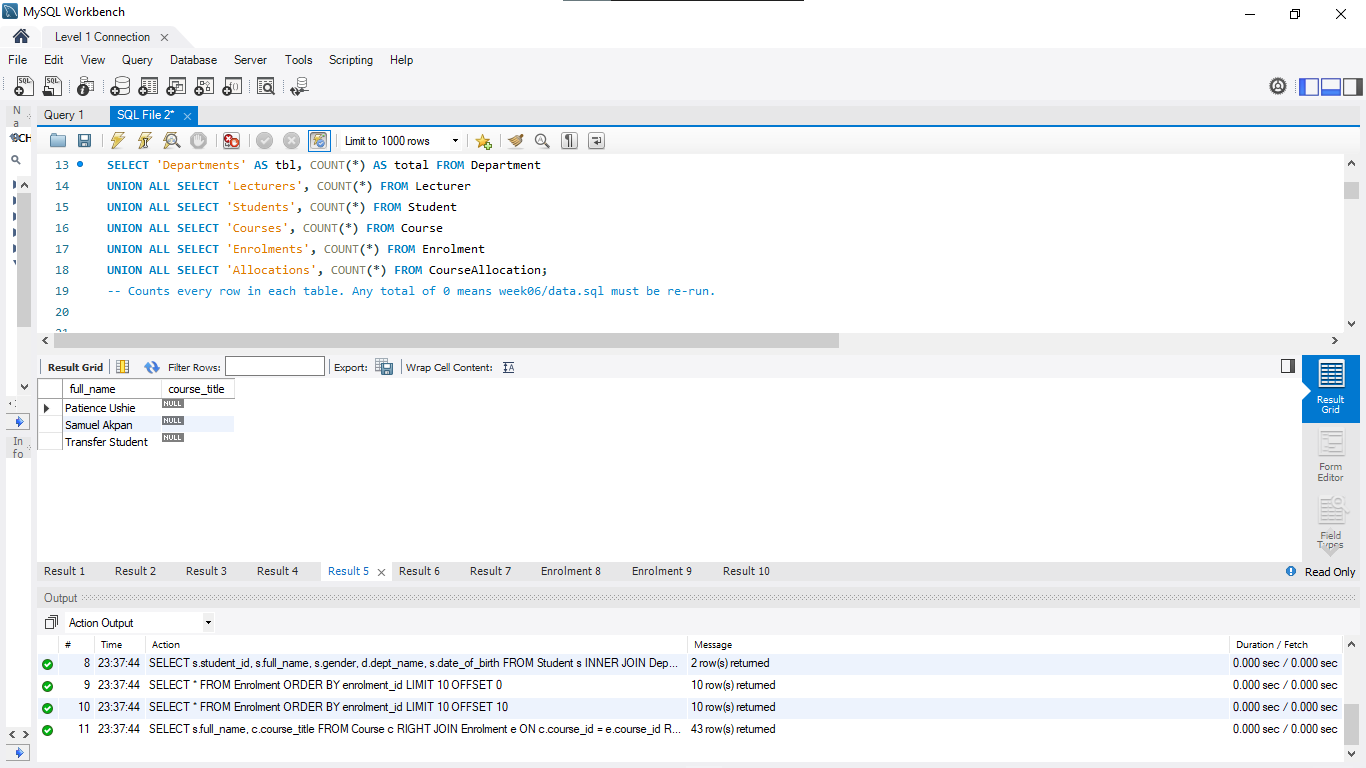 MySQL Workbench
Level 1 Connection
File Edit View Query Database Server Tools Scripting Help
Na
CH
Query 1 SQL File 2*
Limit to 1000 rows
13 SELECT 'Departments' AS tbl, COUNT(*) AS total FROM Department
14 UNION ALL SELECT 'Lecturers', COUNT(*) FROM Lecturer
15 UNION ALL SELECT 'Students', COUNT(*) FROM Student
16 UNION ALL SELECT 'Courses', COUNT(*) FROM Course
17 UNION ALL SELECT 'Enrolments', COUNT(*) FROM Enrolment
18 UNION ALL SELECT 'Allocations', COUNT(*) FROM CourseAllocation;
19 -- Counts every row in each table. Any total of 0 means week06/data.sql must be re-run.
20
21
Result Grid Filter Rows: Export: Wrap Cell Content:
full_name course_title
Patience Ushie NULL
Samuel Akpan NULL
Transfer Student NULL
Result Grid
Form Editor
Field Types
Info
Result 1 Result 2 Result 3 Result 4 Result 5 Result 6 Result 7 Enrolment 8 Enrolment 9 Result 10 Read Only
Output
Action Output
# Time Action Message Duration / Fetch
8 23:37:44 SELECT s.student_id, s.full_name, s.gender, d.dept_name, s.date_of_birth FROM Student s INNER JOIN Dep... 2 row(s) returned 0.000 sec / 0.000 sec
9 23:37:44 SELECT * FROM Enrolment ORDER BY enrolment_id LIMIT 10 OFFSET 0 10 row(s) returned 0.000 sec / 0.000 sec
10 23:37:44 SELECT * FROM Enrolment ORDER BY enrolment_id LIMIT 10 OFFSET 10 10 row(s) returned 0.000 sec / 0.000 sec
11 23:37:44 SELECT s.full_name, c.course_title FROM Course c RIGHT JOIN Enrolment e ON c.course_id = e.course_id R... 43 row(s) returned 0.000 sec / 0.000 sec